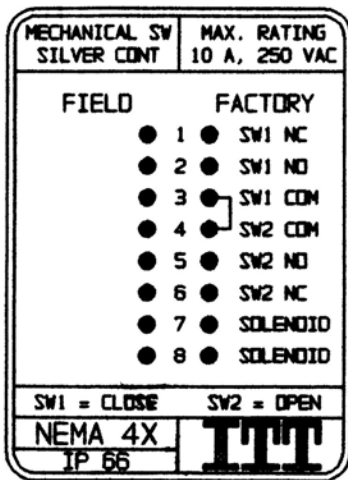 MECHANICAL SW
SILVER CONT
MAX. RATING
10 A, 250 VAC
FIELD FACTORY
1 SW1 NC
2 SW1 NO
3 SW1 COM
4 SW2 COM
5 SW2 NO
6 SW2 NC
7 SOLENOID
8 SOLENOID
SW1 = CLOSE SW2 = OPEN
NEMA 4X
IP 66
ITT